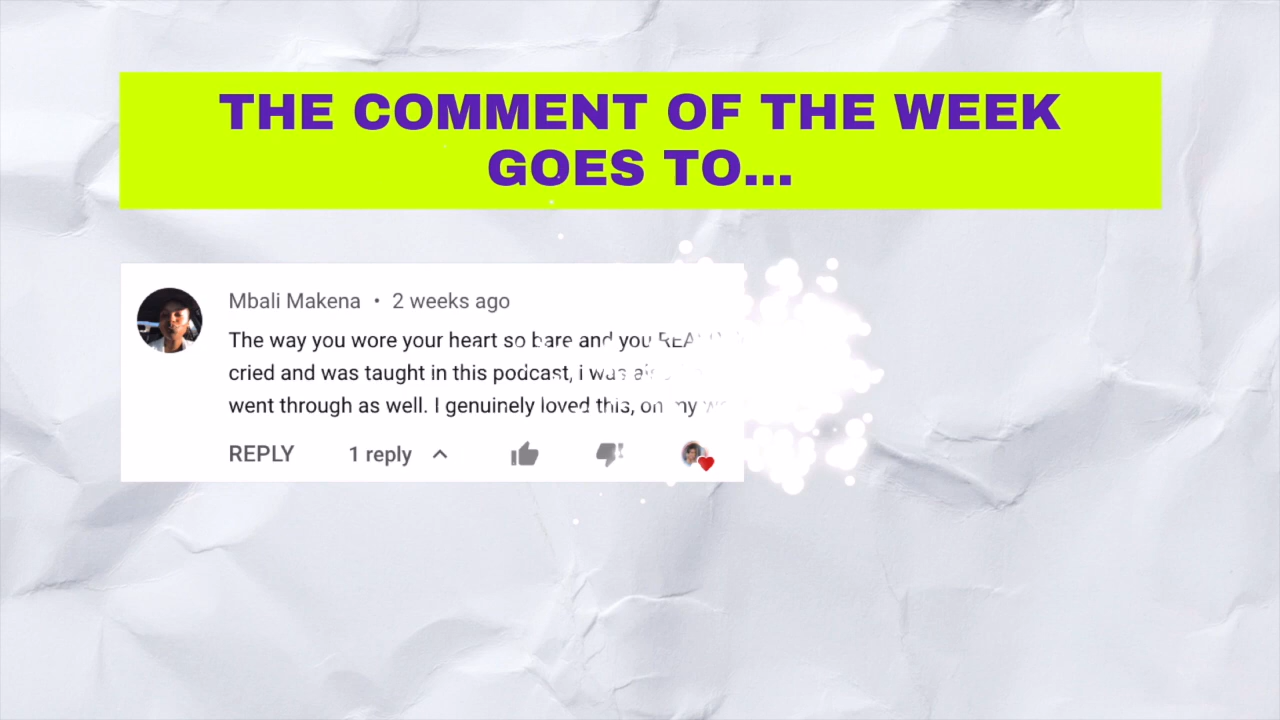 THE COMMENT OF THE WEEK
GOES TO...
Mbali Makena • 2 weeks ago
The way you wore your heart so bare and you
cried and was taught in this podcast, i was
went through as well. I genuinely loved this, on my
REPLY 1 reply